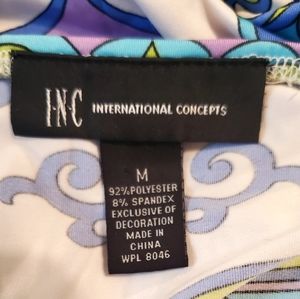 I·N·C INTERNATIONAL CONCEPTS
M
92%POLYESTER
8% SPANDEX
EXCLUSIVE OF
DECORATION
MADE IN
CHINA
WPL 8046